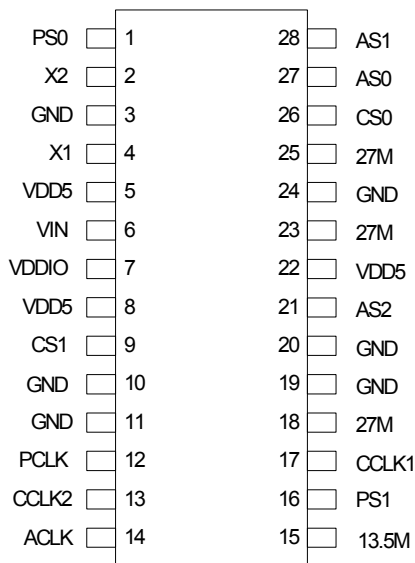 PS0 1 28 AS1
X2 2 27 AS0
GND 3 26 CS0
X1 4 25 27M
VDD5 5 24 GND
VIN 6 23 27M
VDDIO 7 22 VDD5
VDD5 8 21 AS2
CS1 9 20 GND
GND 10 19 GND
GND 11 18 27M
PCLK 12 17 CCLK1
CCLK2 13 16 PS1
ACLK 14 15 13.5M